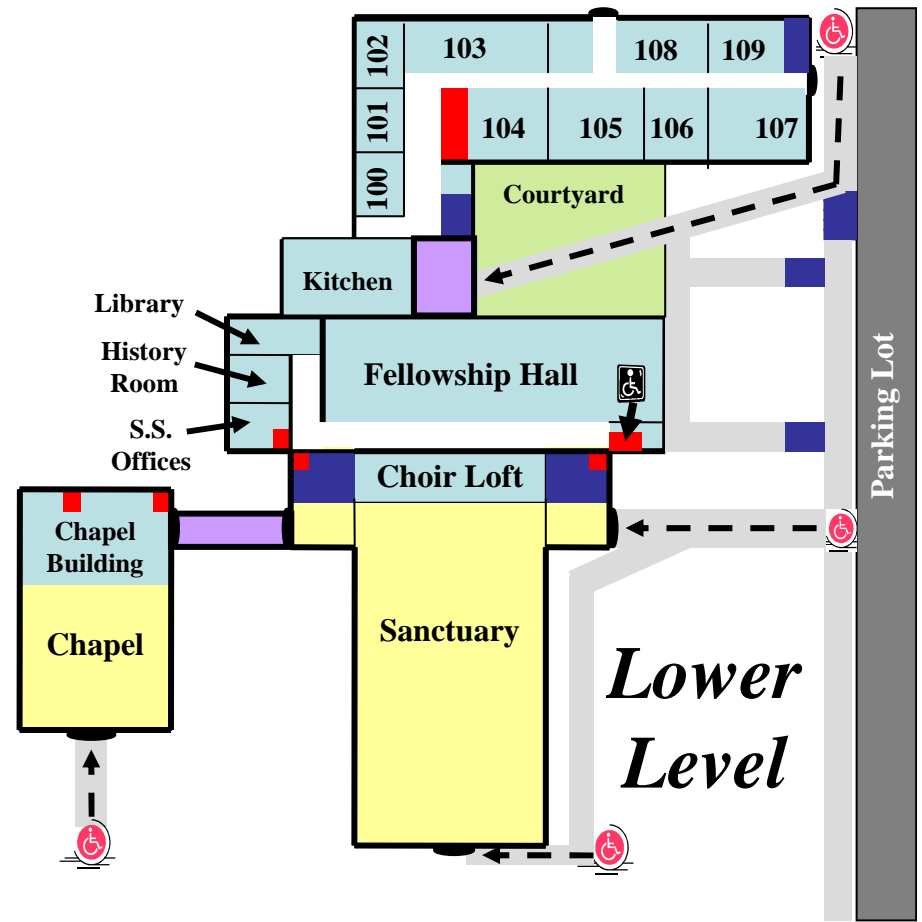 102
103
108
109
101
104
105
106
107
100
Courtyard
Kitchen
Library
History
Room
Fellowship Hall
S.S.
Offices
Parking Lot
Choir Loft
Chapel
Building
Chapel
Sanctuary
Lower
Level